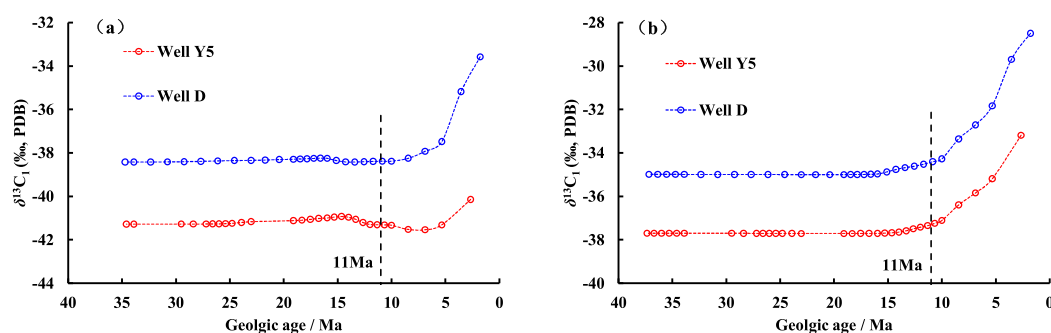 (a)
-32
-34
-36
-38
-40
-42
-44
δ¹³C₁ (‰, PDB)
Well Y5
Well D
11Ma
40 35 30 25 20 15 10 5 0
Geolgic age / Ma
(b)
-28
-30
-32
-34
-36
-38
-40
δ¹³C₁ (‰, PDB)
Well Y5
Well D
11Ma
40 35 30 25 20 15 10 5 0
Geolgic age / Ma